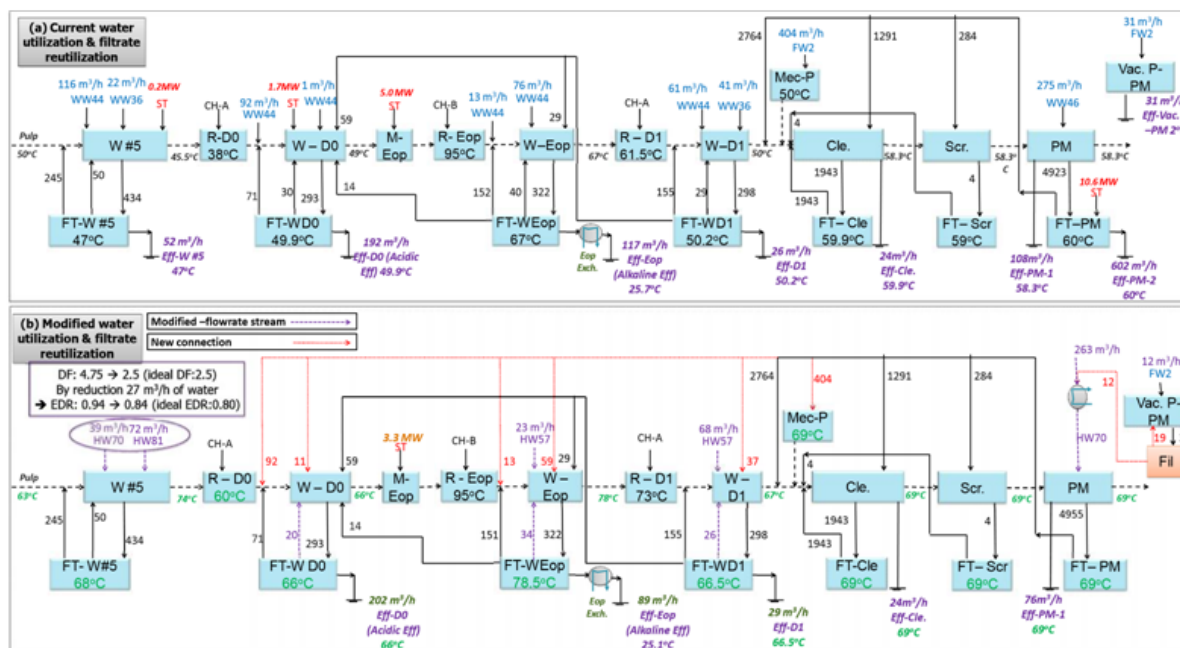 (a) Current water
utilization & filtrate
reutilization
116 m³/h
WW44
22 m³/h
WW36
0.2MW
ST
CH-A
92 m³/h
WW44
1.7MW
ST
1 m³/h
WW44
59
5.0 MW
ST
CH-B
13 m³/h
WW44
76 m³/h
WW44
29
CH-A
61 m³/h
WW44
41 m³/h
WW36
2764
404 m³/h
FW2
Mec-P
50°C
1291
284
275 m³/h
WW46
31 m³/h
FW2
Vac. P-
PM
31 m³/
Eff-Vac.
–PM 2°
Pulp
50°C
W #5
45.5°C
R-D0
38°C
W – D0
49°C
M-
Eop
R- Eop
95°C
W–Eop
67°C
R – D1
61.5°C
W–D1
50°C
4
Cle.
58.3°C
Scr.
58.3°
C
PM
58.3°C
245
50
434
71
30
293
14
152
40
322
155
29
298
1943
1943
4
4923
10.6 MW
ST
FT-W #5
47°C
FT-WD0
49.9°C
FT-WEop
67°C
Eop
Exch.
FT-WD1
50.2°C
FT– Cle
59.9°C
FT–Scr
59°C
FT–PM
60°C
52 m³/h
Eff-W #5
47°C
192 m³/h
Eff-D0 (Acidic
Eff) 49.9°C
117 m³/h
Eff-Eop
(Alkaline Eff)
25.7°C
26 m³/h
Eff-D1
50.2°C
24m³/h
Eff-Cle.
59.9°C
108m³/h
Eff-PM-1
58.3°C
602 m³/h
Eff-PM-2
60°C
(b) Modified water
utilization & filtrate
reutilization
Modified –flowrate stream
New connection
DF: 4.75 → 2.5 (ideal DF:2.5)
By reduction 27 m³/h of water
→ EDR: 0.94 → 0.84 (ideal EDR:0.80)
39 m³/h
HW70
72 m³/h
HW81
CH-A
92
11
59
3.3 MW
ST
CH-B
13
23 m³/h
HW57
59
29
CH-A
68 m³/h
HW57
37
2764
404
Mec-P
69°C
1291
284
263 m³/h
12
HW70
12 m³/h
FW2
Vac. P-
PM
19
Fil
Pulp
63°C
W #5
74°C
R – D0
60°C
W – D0
66°C
M-
Eop
R - Eop
95°C
W –
Eop
78°C
R – D1
73°C
W –
D1
67°C
4
Cle.
69°C
Scr.
69°C
PM
69°C
245
50
434
71
20
293
14
151
34
322
155
26
298
1943
1943
4
4955
FT- W#5
68°C
FT-W D0
66°C
FT-WEop
78.5°C
Eop
Exch.
FT-WD1
66.5°C
FT-Cle
69°C
FT– Scr
69°C
FT– PM
69°C
202 m³/h
Eff-D0
(Acidic Eff)
66°C
89 m³/h
Eff-Eop
(Alkaline Eff)
25.1°C
29 m³/h
Eff-D1
66.5°C
24m³/h
Eff-Cle.
69°C
76m³/h
Eff-PM-1
69°C